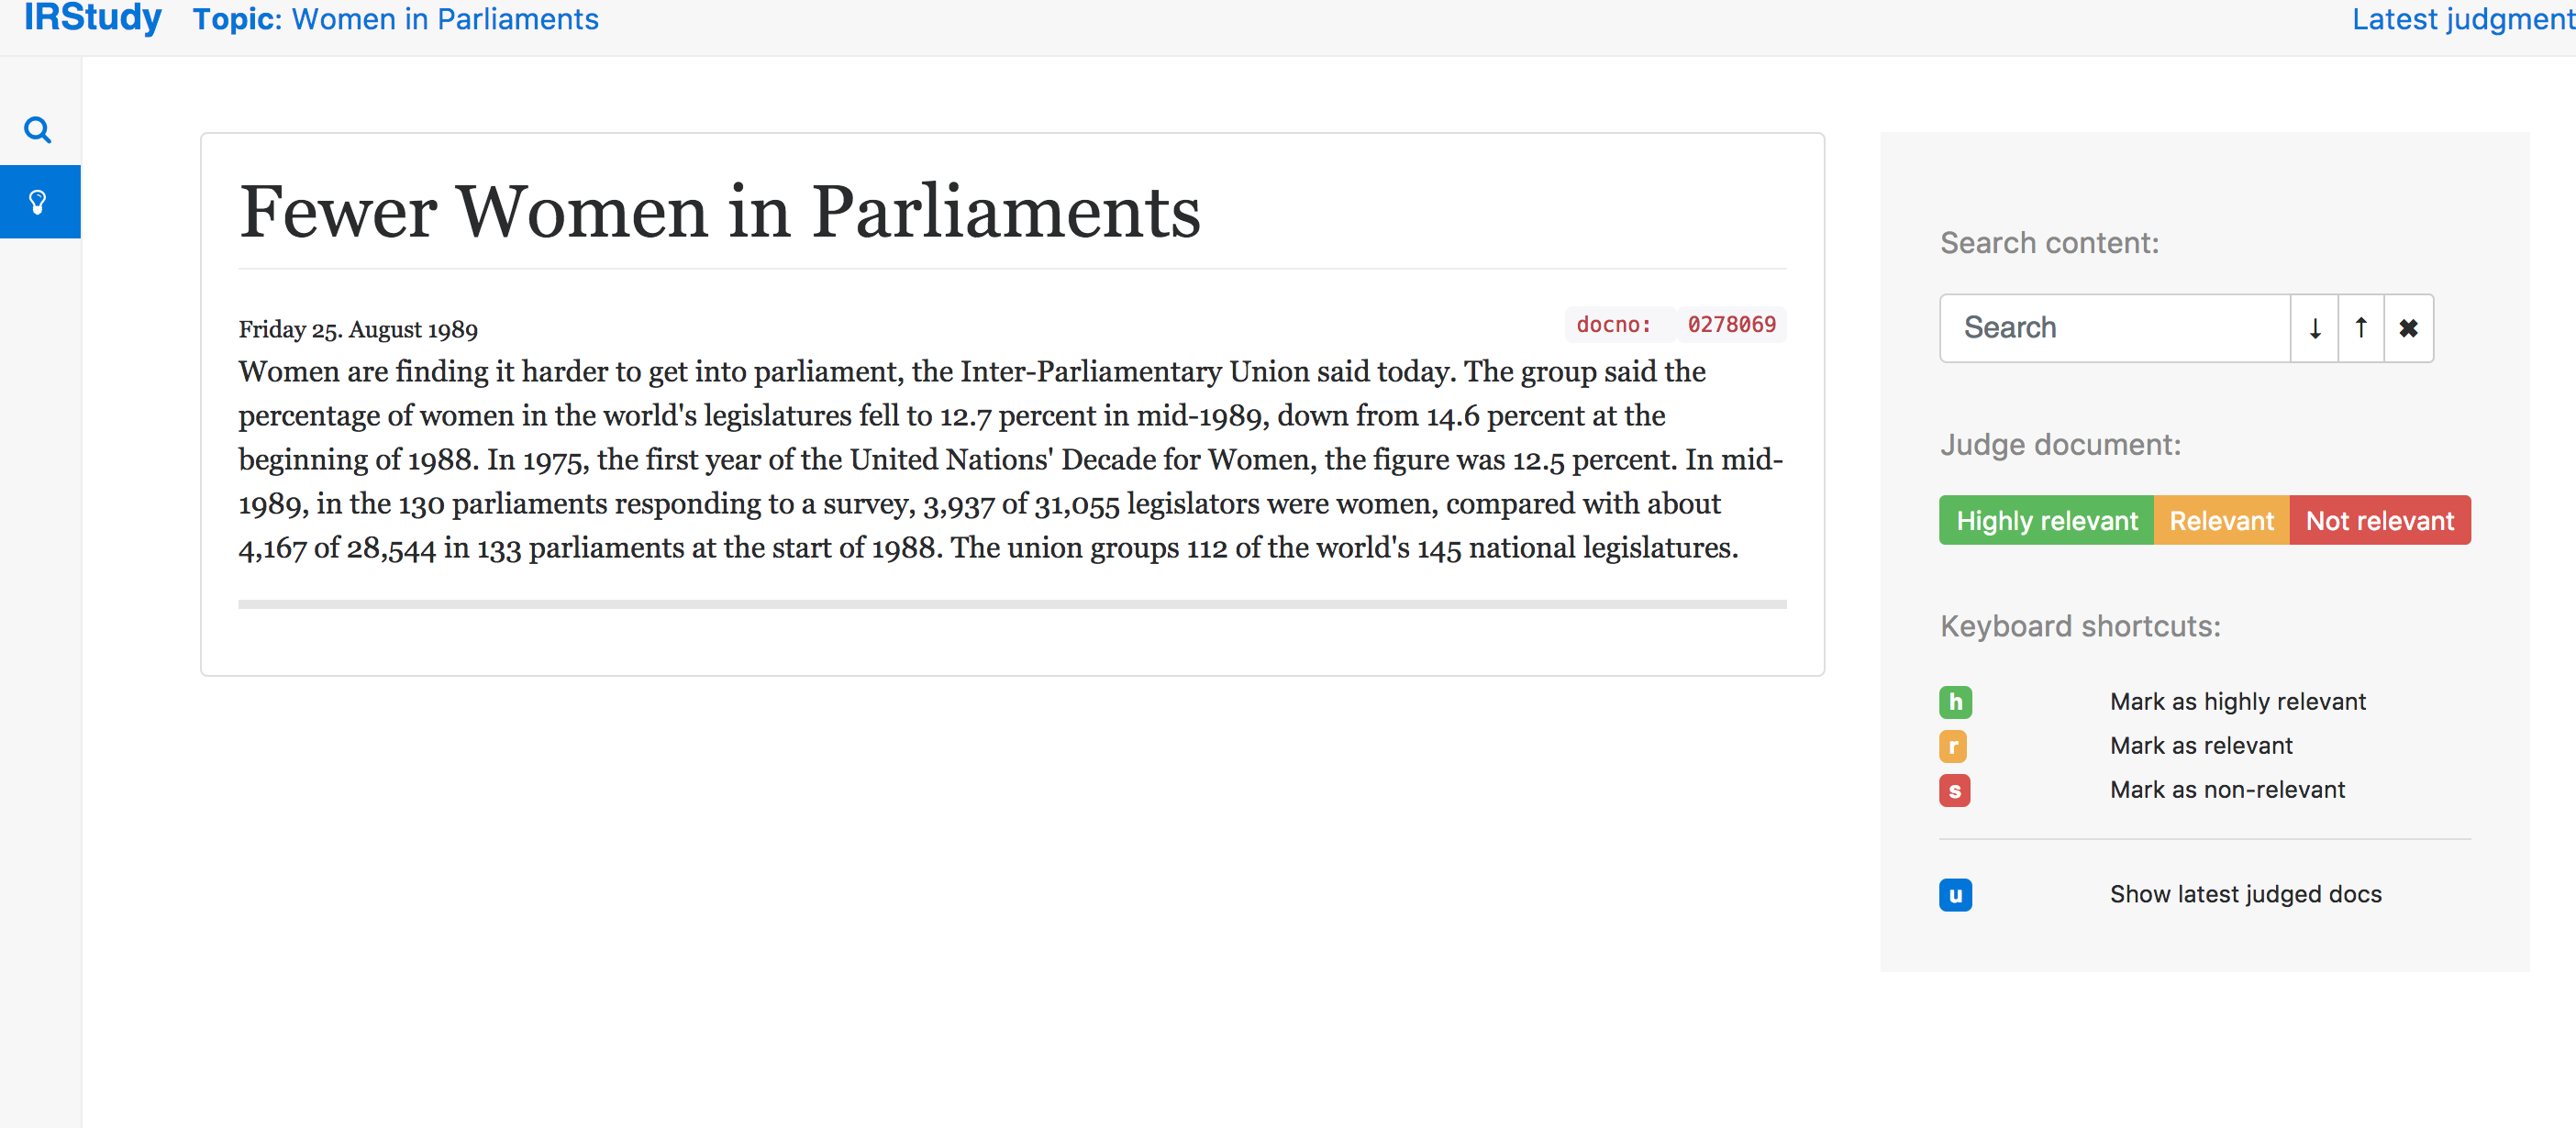 IRStudy Topic: Women in Parliaments Latest judgment
Fewer Women in Parliaments
Friday 25. August 1989 docno: 0278069
Women are finding it harder to get into parliament, the Inter-Parliamentary Union said today. The group said the
percentage of women in the world's legislatures fell to 12.7 percent in mid-1989, down from 14.6 percent at the
beginning of 1988. In 1975, the first year of the United Nations' Decade for Women, the figure was 12.5 percent. In mid-
1989, in the 130 parliaments responding to a survey, 3,937 of 31,055 legislators were women, compared with about
4,167 of 28,544 in 133 parliaments at the start of 1988. The union groups 112 of the world's 145 national legislatures.
Search content:
Search ↓ ↑ ✖
Judge document:
Highly relevant Relevant Not relevant
Keyboard shortcuts:
h Mark as highly relevant
r Mark as relevant
s Mark as non-relevant
u Show latest judged docs